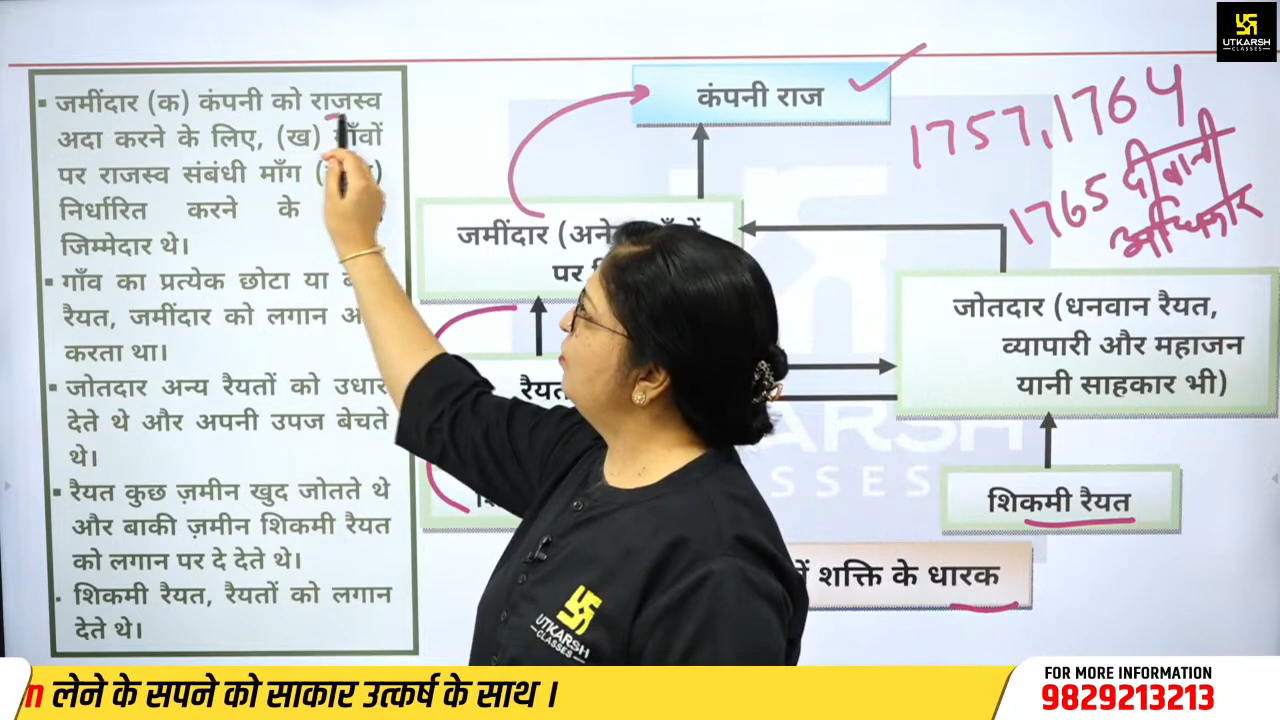 UTKARSH
CLASSES
▪ जमींदार (क) कंपनी को राजस्व
अदा करने के लिए, (ख) गाँवों
पर राजस्व संबंधी माँग
निर्धारित करने के
जिम्मेदार थे।
▪ गाँव का प्रत्येक छोटा या
रैयत, जमींदार को लगान
करता था।
▪ जोतदार अन्य रैयतों को उधार
देते थे और अपनी उपज बेचते
थे।
▪ रैयत कुछ ज़मीन खुद जोतते थे
और बाकी ज़मीन शिकमी रैयत
को लगान पर दे देते थे।
▪ शिकमी रैयत, रैयतों को लगान
देते थे।
कंपनी राज
1757, 1764
1765 दीवानी
अधिकार
जमींदार
पर
जोतदार (धनवान रैयत,
व्यापारी और महाजन
यानी साहकार भी)
रैयत
शिकमी रैयत
शक्ति के धारक
UTKARSH
CLASSES
लेने के सपने को साकार उत्कर्ष के साथ ।
FOR MORE INFORMATION
9829213213